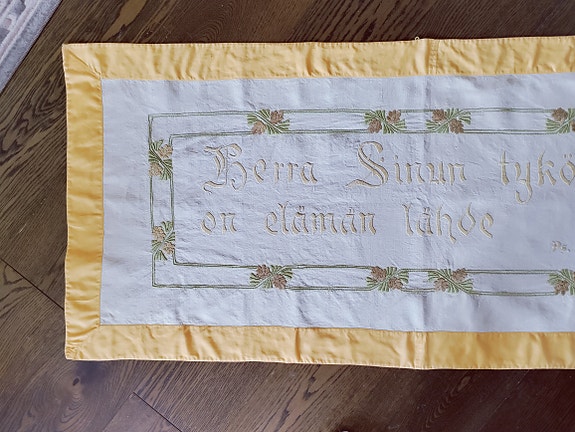 Herra Sinun tykö
on elämän lähde
Ps.